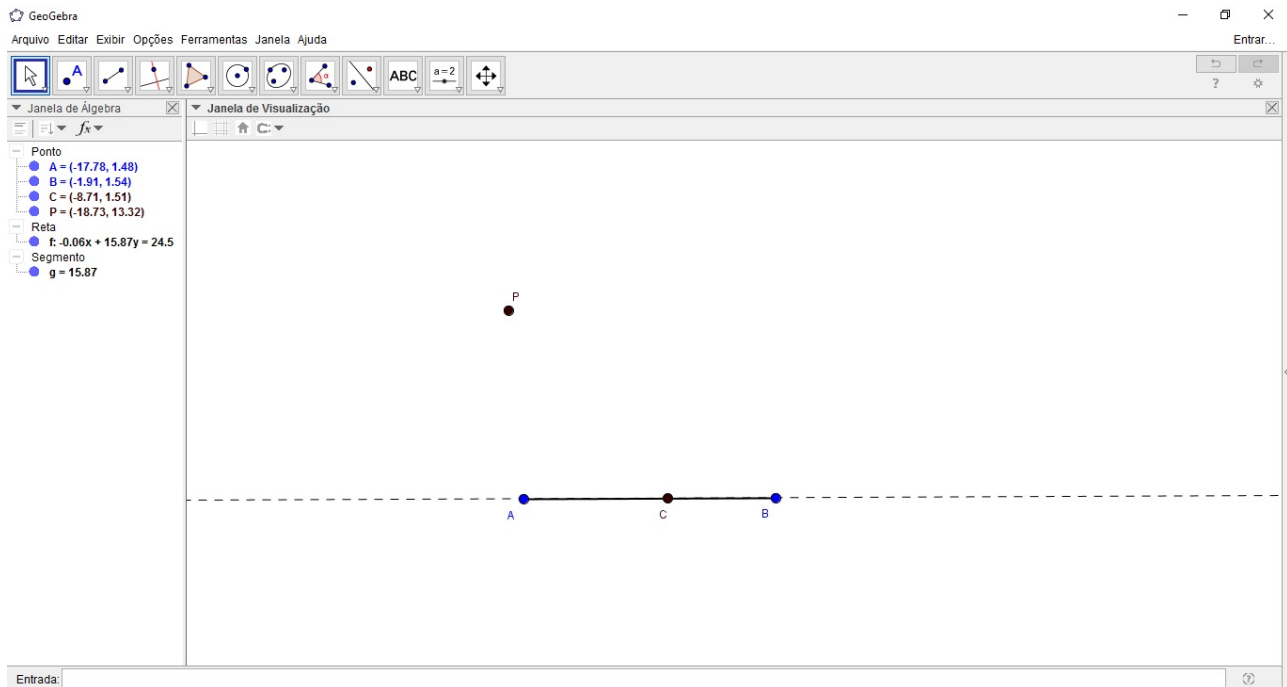 GeoGebra
Arquivo Editar Exibir Opções Ferramentas Janela Ajuda
Entrar...
A
α
ABC
a=2
?
Janela de Álgebra
Janela de Visualização
fx
Ponto
A = (-17.78, 1.48)
B = (-1.91, 1.54)
C = (-8.71, 1.51)
P = (-18.73, 13.32)
Reta
f: -0.06x + 15.87y = 24.5
Segmento
g = 15.87
P
A
C
B
Entrada:
?